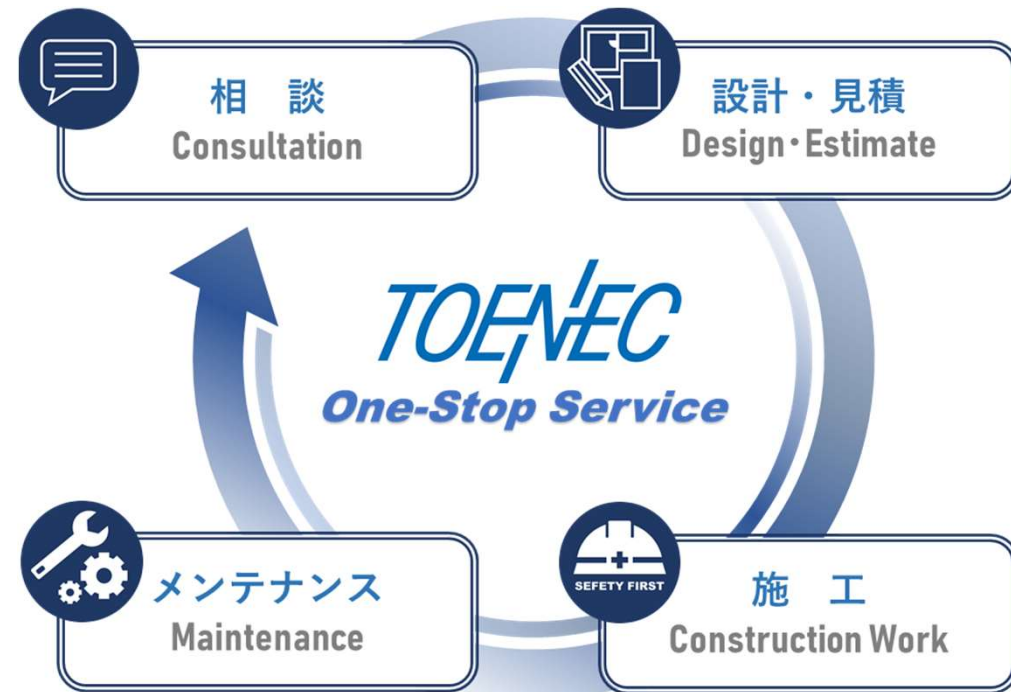 相　談
Consultation
設計・見積
Design・Estimate
TOENEC
One-Stop Service
メンテナンス
Maintenance
SEFETY FIRST
施　工
Construction Work